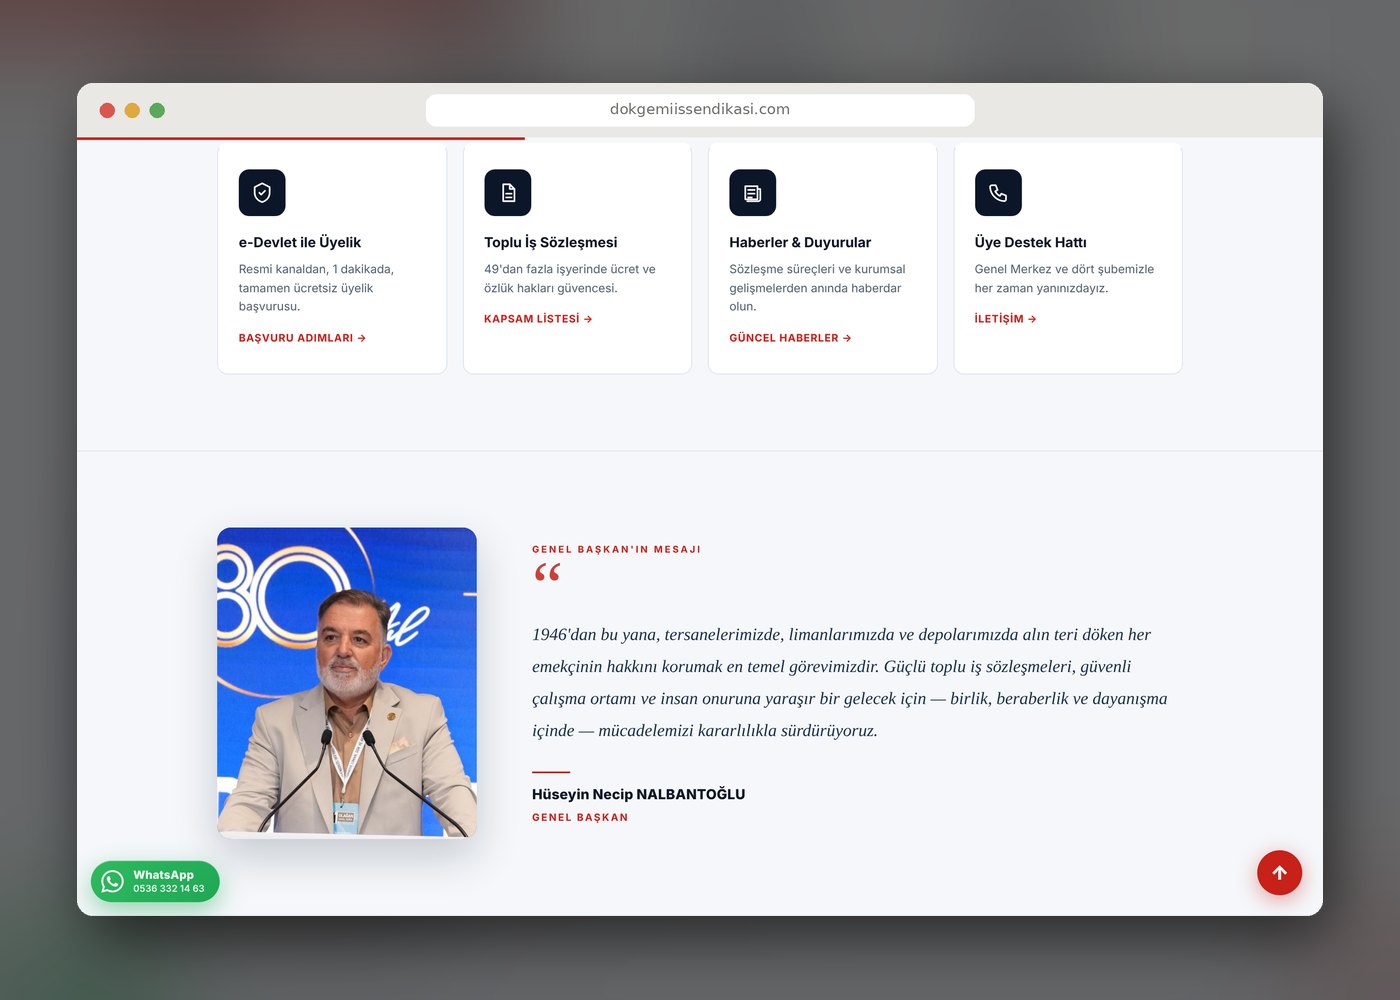 dokgemiissendikasi.com
e-Devlet ile Üyelik
Resmi kanaldan, 1 dakikada,
tamamen ücretsiz üyelik
başvurusu.
BAŞVURU ADIMLARI →
Toplu İş Sözleşmesi
49'dan fazla işyerinde ücret ve
özlük hakları güvencesi.
KAPSAM LİSTESİ →
Haberler & Duyurular
Sözleşme süreçleri ve kurumsal
gelişmelerden anında haberdar
olun.
GÜNCEL HABERLER →
Üye Destek Hattı
Genel Merkez ve dört şubemizle
her zaman yanınızdayız.
İLETİŞİM →
80
GENEL BAŞKAN'IN MESAJI
“
1946'dan bu yana, tersanelerimizde, limanlarımızda ve depolarımızda alın teri döken her
emekçinin hakkını korumak en temel görevimizdir. Güçlü toplu iş sözleşmeleri, güvenli
çalışma ortamı ve insan onuruna yaraşır bir gelecek için — birlik, beraberlik ve dayanışma
içinde — mücadelemizi kararlılıkla sürdürüyoruz.
Hüseyin Necip NALBANTOĞLU
GENEL BAŞKAN
WhatsApp
0536 332 14 63